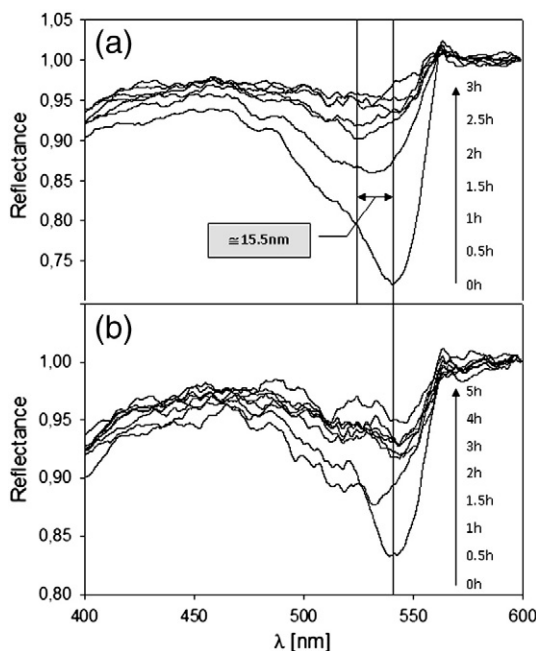 (a)
1,05
1,00
0,95
0,90
0,85
0,80
0,75
Reflectance
≅15.5nm
3h
2.5h
2h
1.5h
1h
0.5h
0h
(b)
1,00
0,95
0,90
0,85
0,80
Reflectance
5h
4h
3h
2h
1.5h
1h
0.5h
0h
400 450 500 550 600
λ [nm]